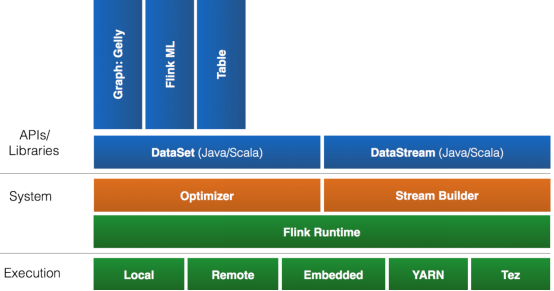 Graph: Gelly
Flink ML
Table
APIs/
Libraries
DataSet (Java/Scala)
DataStream (Java/Scala)
System
Optimizer
Stream Builder
Flink Runtime
Execution
Local
Remote
Embedded
YARN
Tez